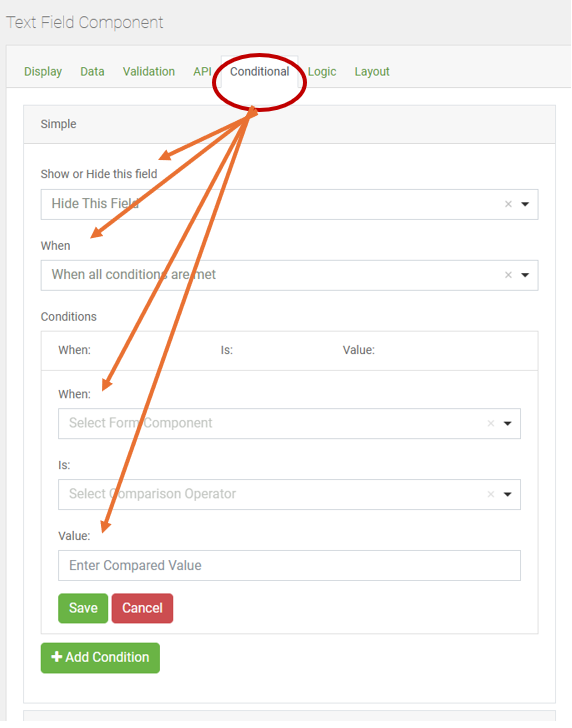 Text Field Component
Display Data Validation API Conditional Logic Layout
Simple
Show or Hide this field
Hide This Field ×
When
When all conditions are met ×
Conditions
When: Is: Value:
When:
Select Form Component ×
Is:
Select Comparison Operator ×
Value:
Enter Compared Value
Save Cancel
+ Add Condition